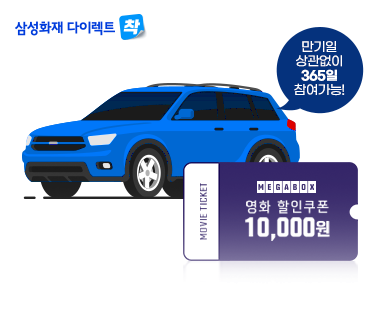 삼성화재 다이렉트 착
만기일
상관없이
365일
참여가능!
MOVIE TICKET
MEGABOX
영화 할인쿠폰
10,000원